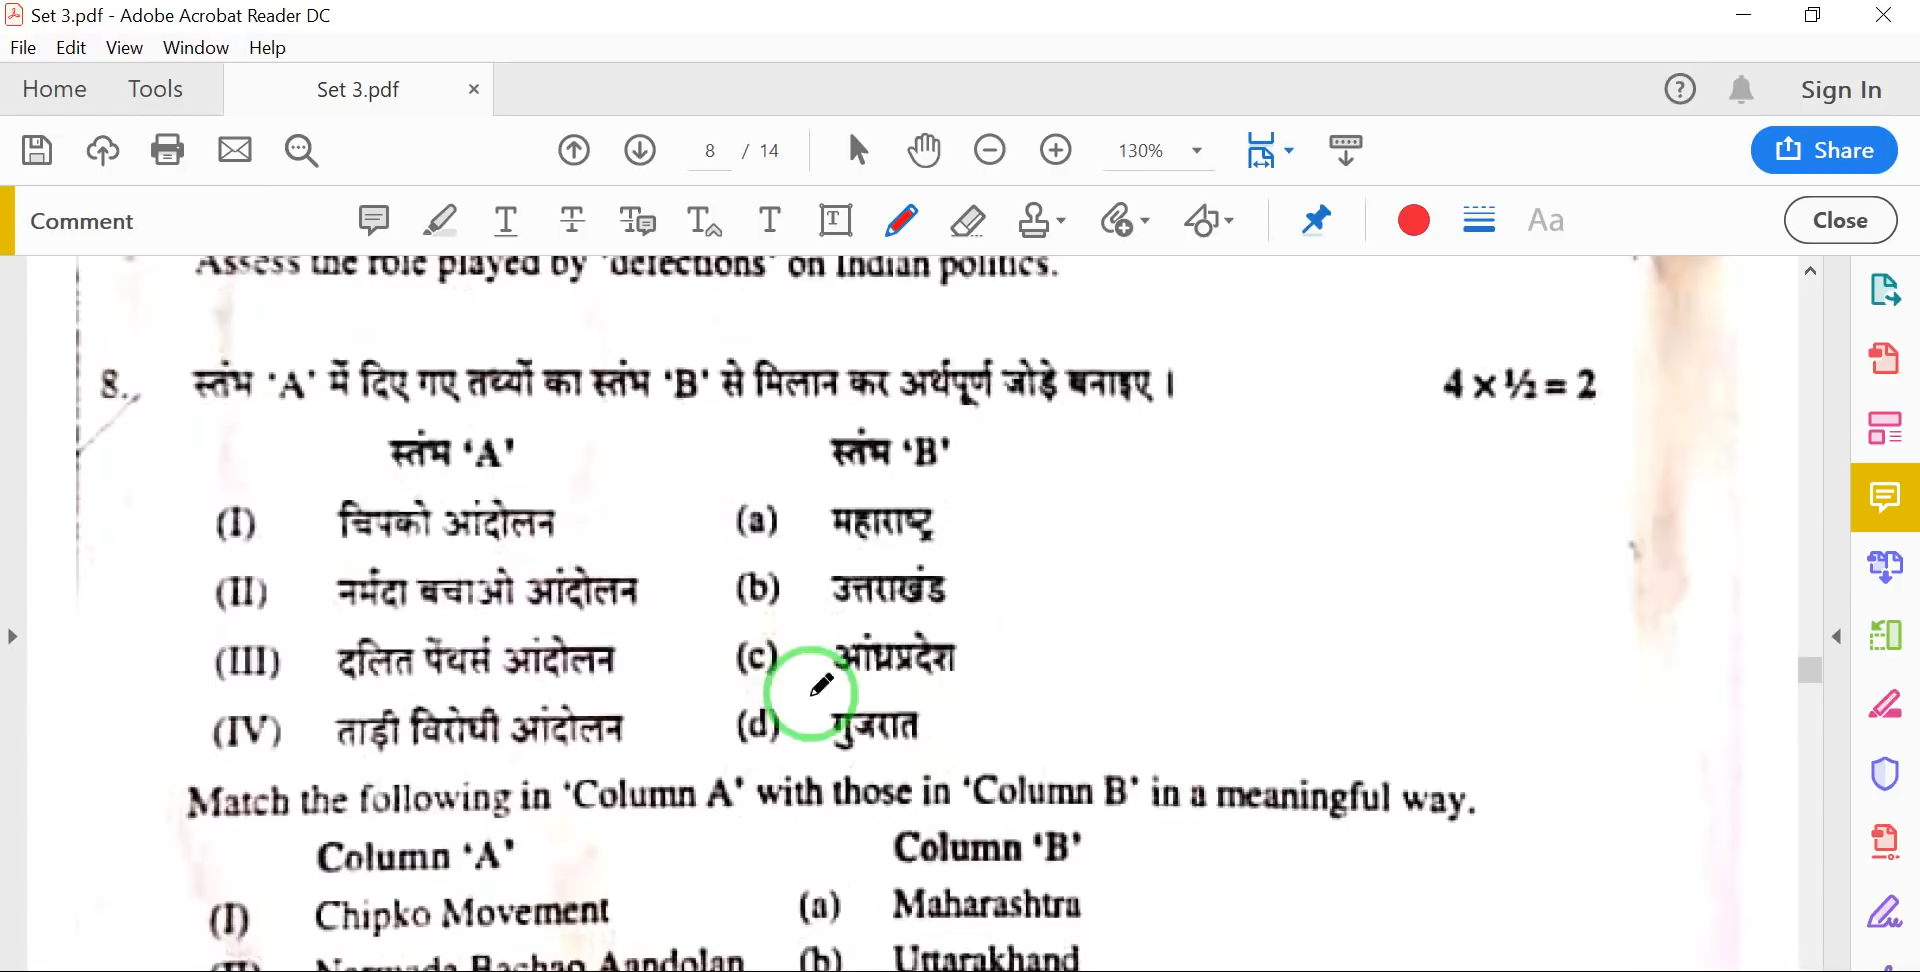 Set 3.pdf - Adobe Acrobat Reader DC
File Edit View Window Help
Home Tools Set 3.pdf × Sign In
8 / 14 130% Share
Comment Aa Close
Assess the role played by 'defections' on Indian politics.
8. स्तंभ 'A' में दिए गए तथ्यों का स्तंभ 'B' से मिलान कर अर्थपूर्ण जोड़े बनाइए । 4 × ½ = 2
स्तंभ 'A' स्तंभ 'B'
(I) चिपको आंदोलन (a) महाराष्ट्र
(II) नर्मदा बचाओ आंदोलन (b) उत्तराखंड
(III) दलित पेंथर्स आंदोलन (c) आंध्रप्रदेश
(IV) ताड़ी विरोधी आंदोलन (d) गुजरात
Match the following in 'Column A' with those in 'Column B' in a meaningful way.
Column 'A' Column 'B'
(I) Chipko Movement (a) Maharashtra
(II) Narmada Bachao Aandolan (b) Uttarakhand